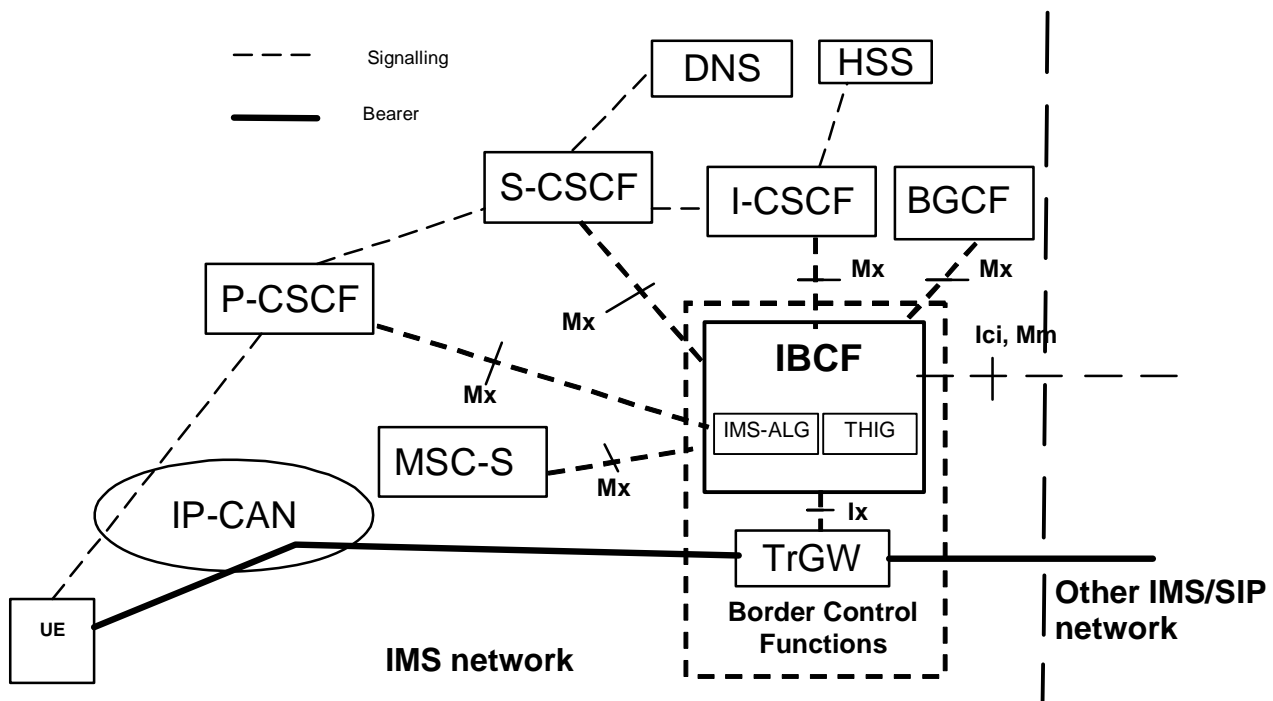 Signalling
Bearer
DNS
HSS
S-CSCF
I-CSCF
BGCF
P-CSCF
Mx
Mx
Mx
Mx
Ici, Mm
IBCF
IMS-ALG
THIG
MSC-S
Mx
IP-CAN
Ix
TrGW
UE
Border Control
Functions
IMS network
Other IMS/SIP
network